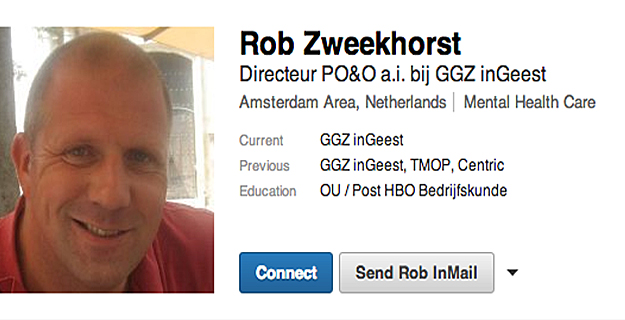 Rob Zweekhorst
Directeur PO&O a.i. bij GGZ inGeest
Amsterdam Area, Netherlands | Mental Health Care
Current GGZ inGeest
Previous GGZ inGeest, TMOP, Centric
Education OU / Post HBO Bedrijfskunde
Connect Send Rob InMail